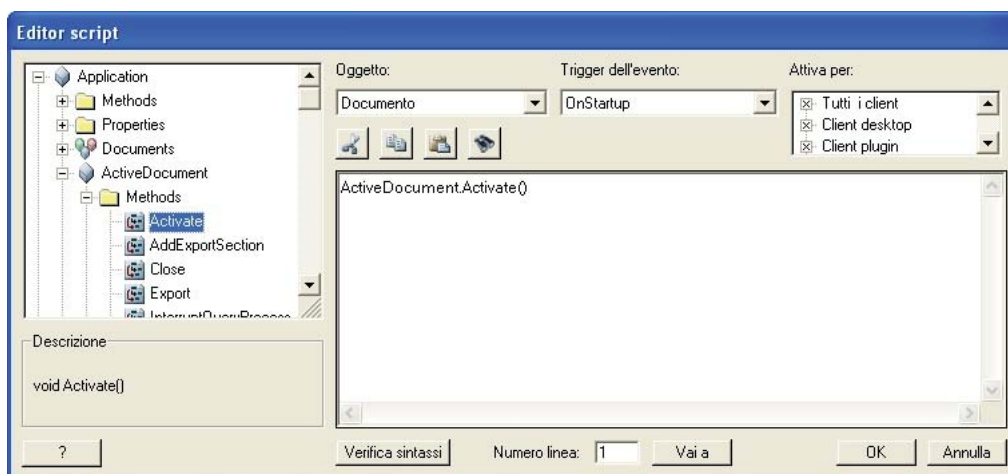 Editor script
Application
Methods
Properties
Documents
ActiveDocument
Methods
Activate
AddExportSection
Close
Export
Descrizione
void Activate()
?
Oggetto:
Documento
Trigger dell'evento:
OnStartup
Attiva per:
Tutti i client
Client desktop
Client plugin
ActiveDocument.Activate()
Verifica sintassi
Numero linea: 1
Vai a
OK
Annulla